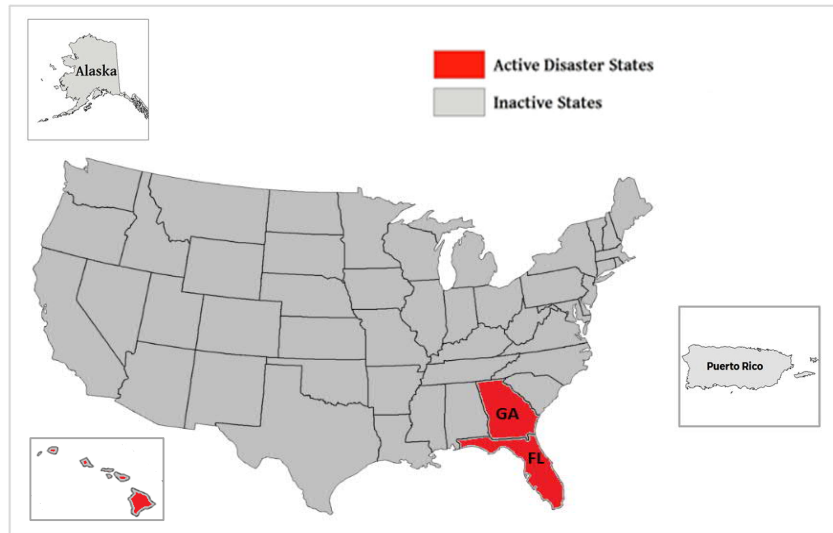 Alaska
Active Disaster States
Inactive States
Puerto Rico
GA
FL